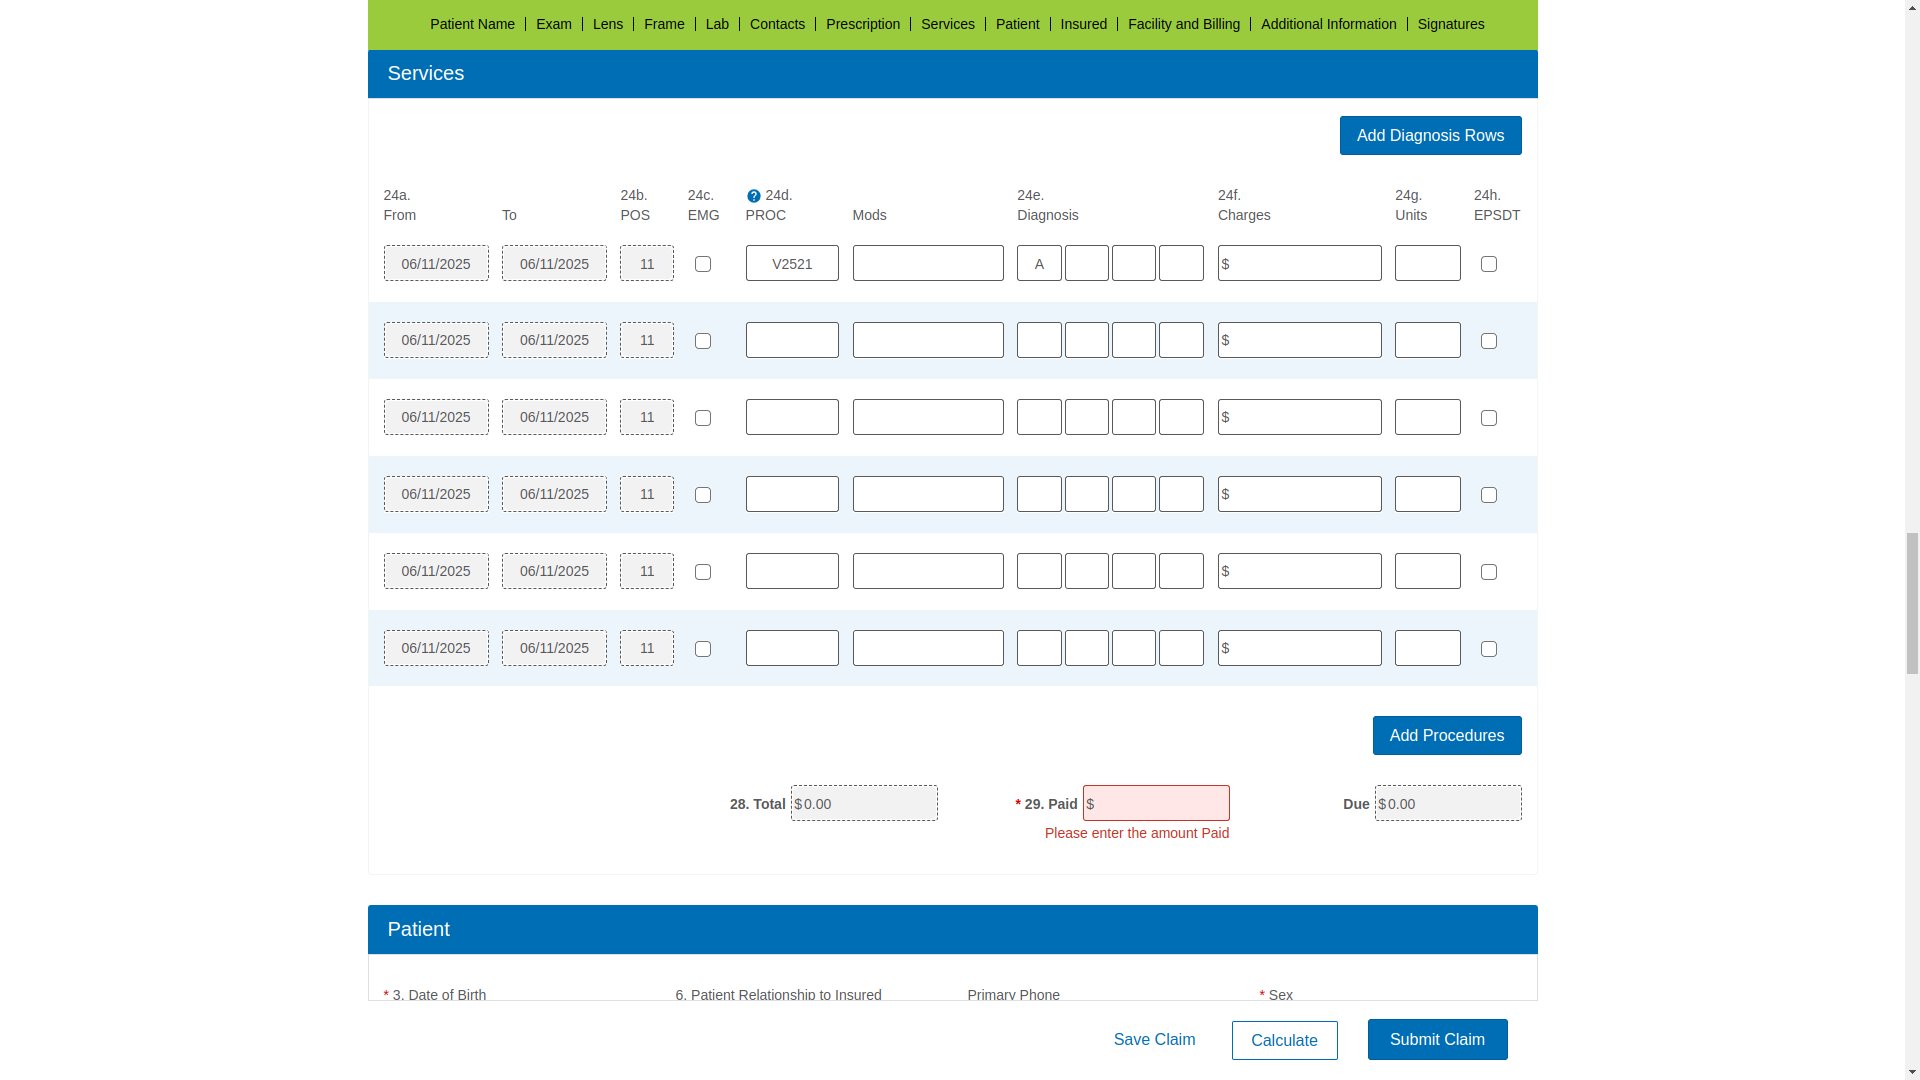 Patient Name | Exam | Lens | Frame | Lab | Contacts | Prescription | Services | Patient | Insured | Facility and Billing | Additional Information | Signatures
Services
Add Diagnosis Rows
24a. 24b. 24c. ? 24d. 24e. 24f. 24g. 24h.
From To POS EMG PROC Mods Diagnosis Charges Units EPSDT
06/11/2025 06/11/2025 11 V2521 A $
06/11/2025 06/11/2025 11 $
06/11/2025 06/11/2025 11 $
06/11/2025 06/11/2025 11 $
06/11/2025 06/11/2025 11 $
06/11/2025 06/11/2025 11 $
Add Procedures
28. Total $ 0.00 * 29. Paid $ Due $ 0.00
Please enter the amount Paid
Patient
* 3. Date of Birth 6. Patient Relationship to Insured Primary Phone * Sex
Save Claim Calculate Submit Claim